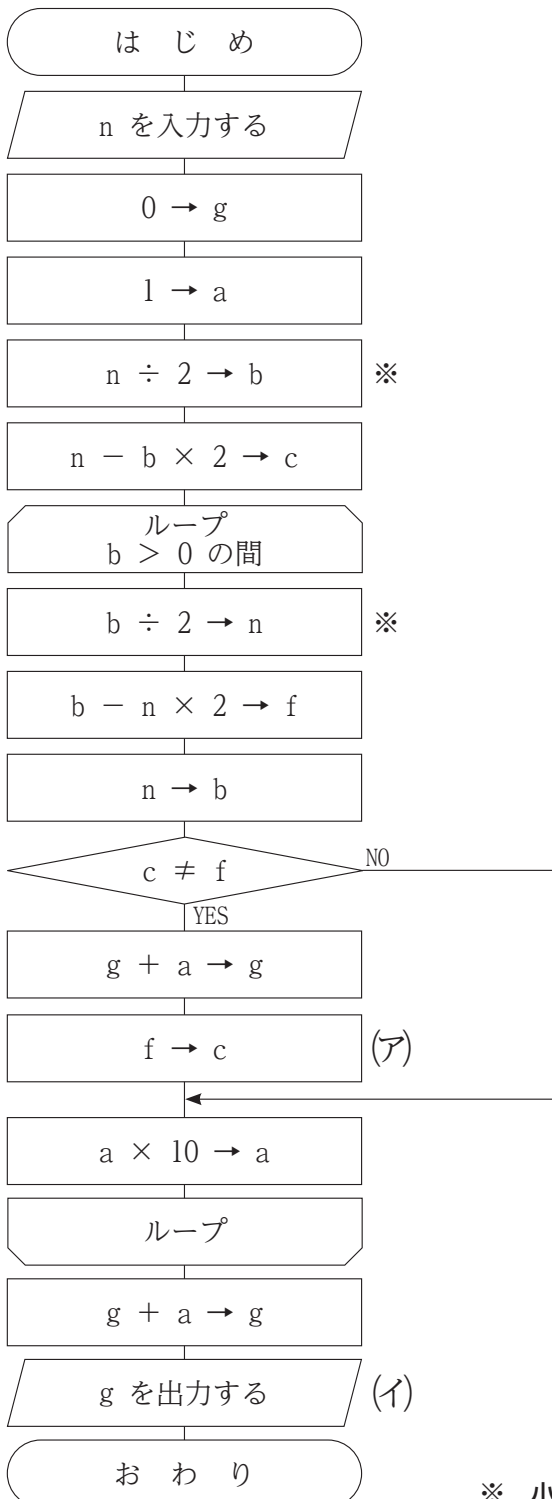 は じ め
n を入力する
0 → g
1 → a
n ÷ 2 → b ※
n － b × 2 → c
ループ
b ＞ 0 の間
b ÷ 2 → n ※
b － n × 2 → f
n → b
c ≠ f NO
YES
g ＋ a → g
f → c (ア)
a × 10 → a
ループ
g ＋ a → g
g を出力する (イ)
お わ り
※ 小